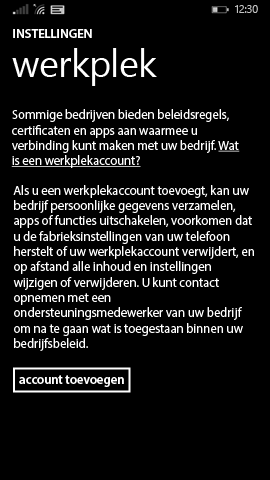 12:30
INSTELLINGEN
werkplek
Sommige bedrijven bieden beleidsregels,
certificaten en apps aan waarmee u
verbinding kunt maken met uw bedrijf. Wat
is een werkplekaccount?
Als u een werkplekaccount toevoegt, kan uw
bedrijf persoonlijke gegevens verzamelen,
apps of functies uitschakelen, voorkomen dat
u de fabrieksinstellingen van uw telefoon
herstelt of uw werkplekaccount verwijdert, en
op afstand alle inhoud en instellingen
wijzigen of verwijderen. U kunt contact
opnemen met een
ondersteuningsmedewerker van uw bedrijf
om na te gaan wat is toegestaan binnen uw
bedrijfsbeleid.
account toevoegen